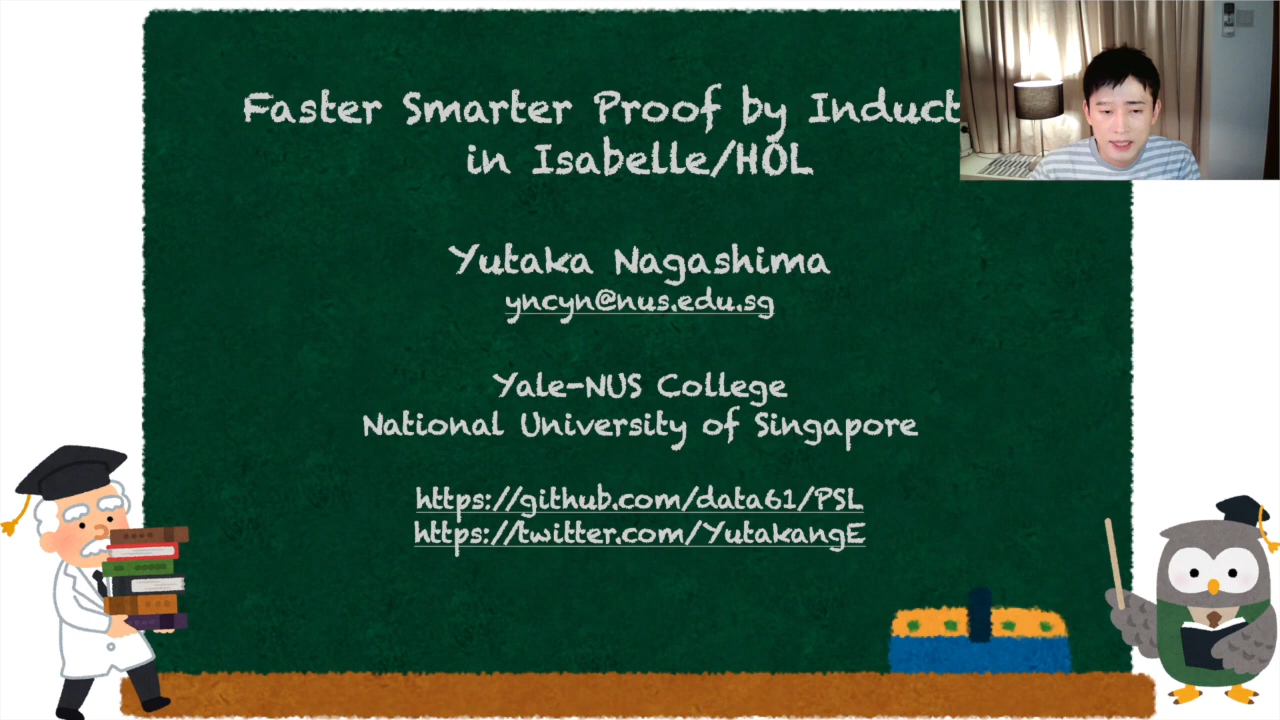 Faster Smarter Proof by Induct
in Isabelle/HOL
Yutaka Nagashima
yncyn@nus.edu.sg
Yale-NUS College
National University of Singapore
https://github.com/data61/PSL
https://twitter.com/YutakangE